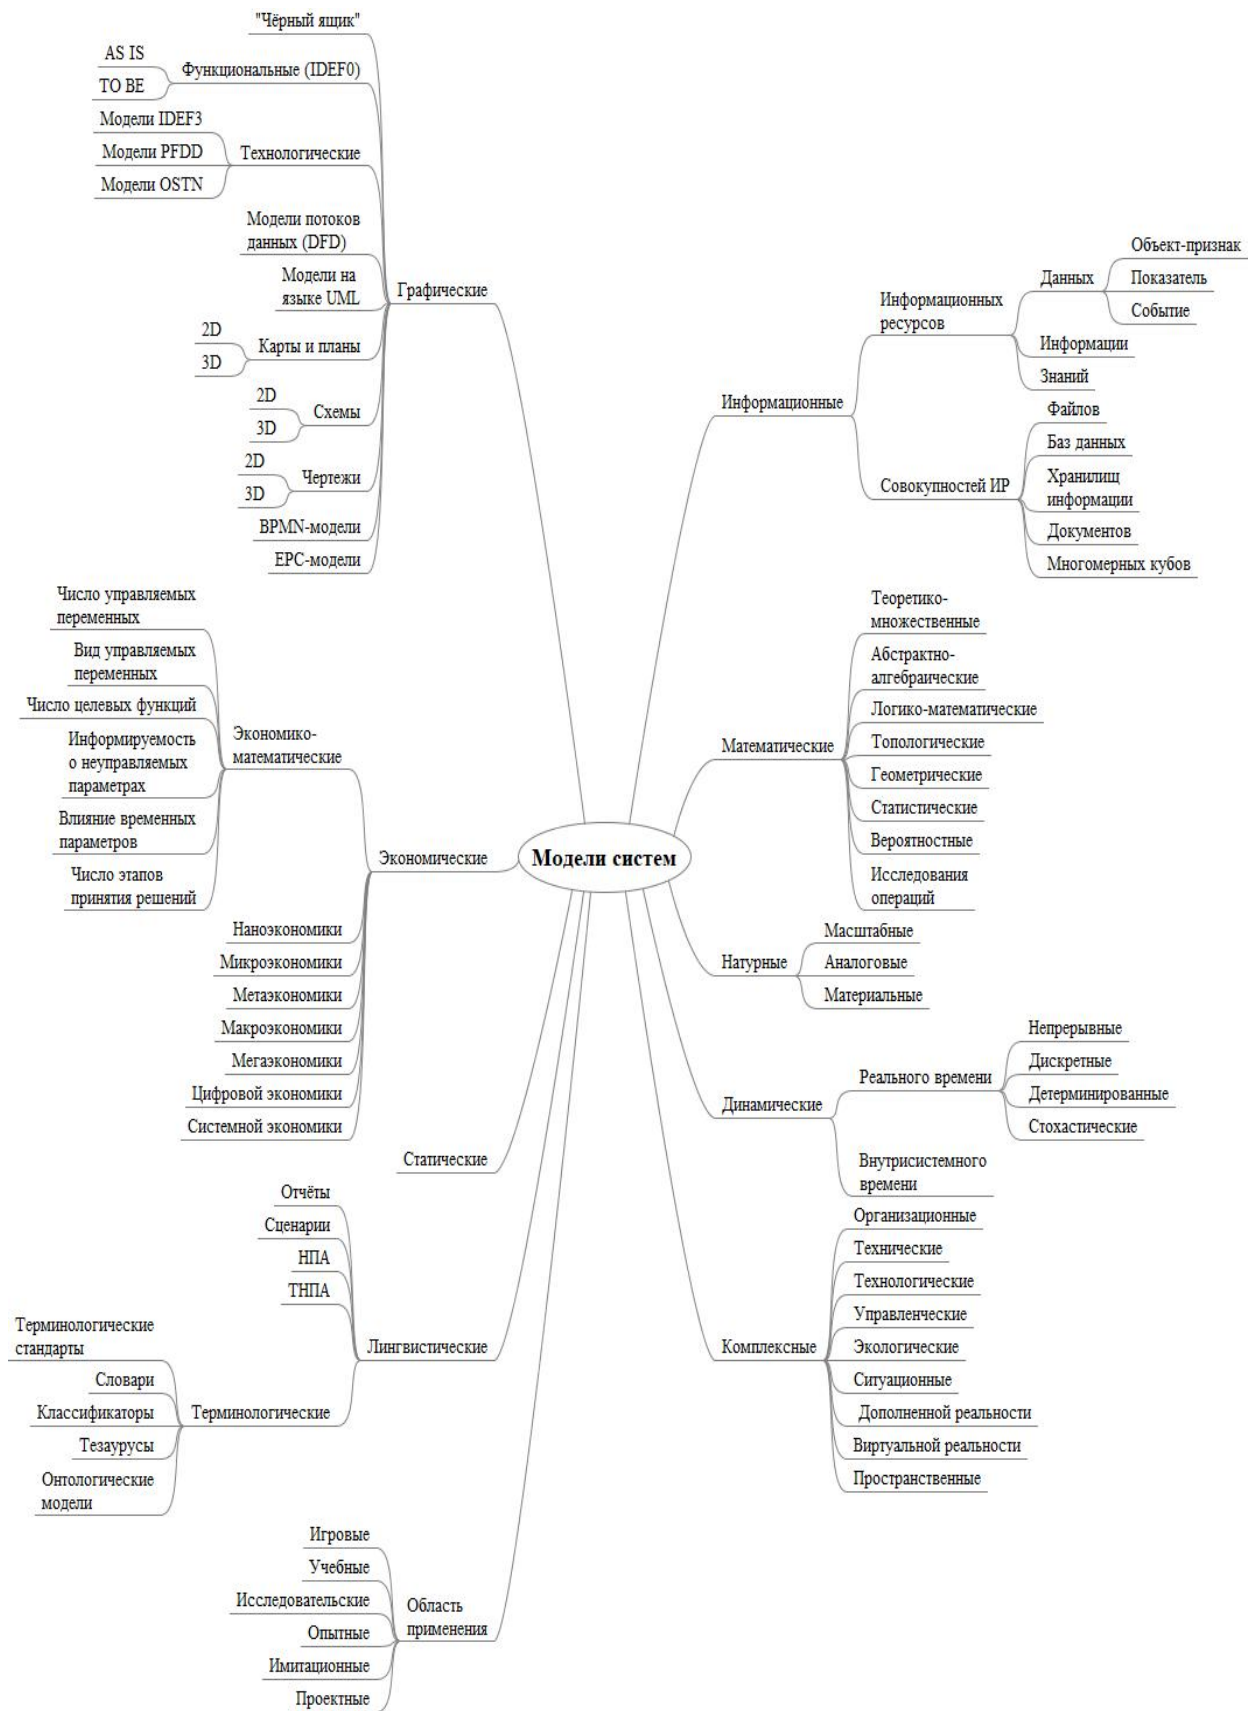 "Чёрный ящик"
AS IS
TO BE
Функциональные (IDEF0)
Модели IDEF3
Модели PFDD
Модели OSTN
Технологические
Модели потоков
данных (DFD)
Модели на
языке UML
Графические
2D
3D
Карты и планы
2D
3D
Схемы
2D
3D
Чертежи
BPMN-модели
EPC-модели
Число управляемых
переменных
Вид управляемых
переменных
Число целевых функций
Информируемость
о неуправляемых
параметрах
Влияние временных
параметров
Число этапов
принятия решений
Экономико-
математические
Экономические
Наноэкономики
Микроэкономики
Метаэкономики
Макроэкономики
Мегаэкономики
Цифровой экономики
Системной экономики
Статические
Отчёты
Сценарии
НПА
ТНПА
Лингвистические
Терминологические
стандарты
Словари
Классификаторы
Тезаурусы
Онтологические
модели
Терминологические
Игровые
Учебные
Исследовательские
Опытные
Имитационные
Проектные
Область
применения
Модели систем
Информационные
Информационных
ресурсов
Данных
Объект-признак
Показатель
Событие
Информации
Знаний
Совокупностей ИР
Файлов
Баз данных
Хранилищ
информации
Документов
Многомерных кубов
Математические
Теоретико-
множественные
Абстрактно-
алгебраические
Логико-математические
Топологические
Геометрические
Статистические
Вероятностные
Исследования
операций
Натурные
Масштабные
Аналоговые
Материальные
Динамические
Реального времени
Непрерывные
Дискретные
Детерминированные
Стохастические
Внутрисистемного
времени
Комплексные
Организационные
Технические
Технологические
Управленческие
Экологические
Ситуационные
Дополненной реальности
Виртуальной реальности
Пространственные